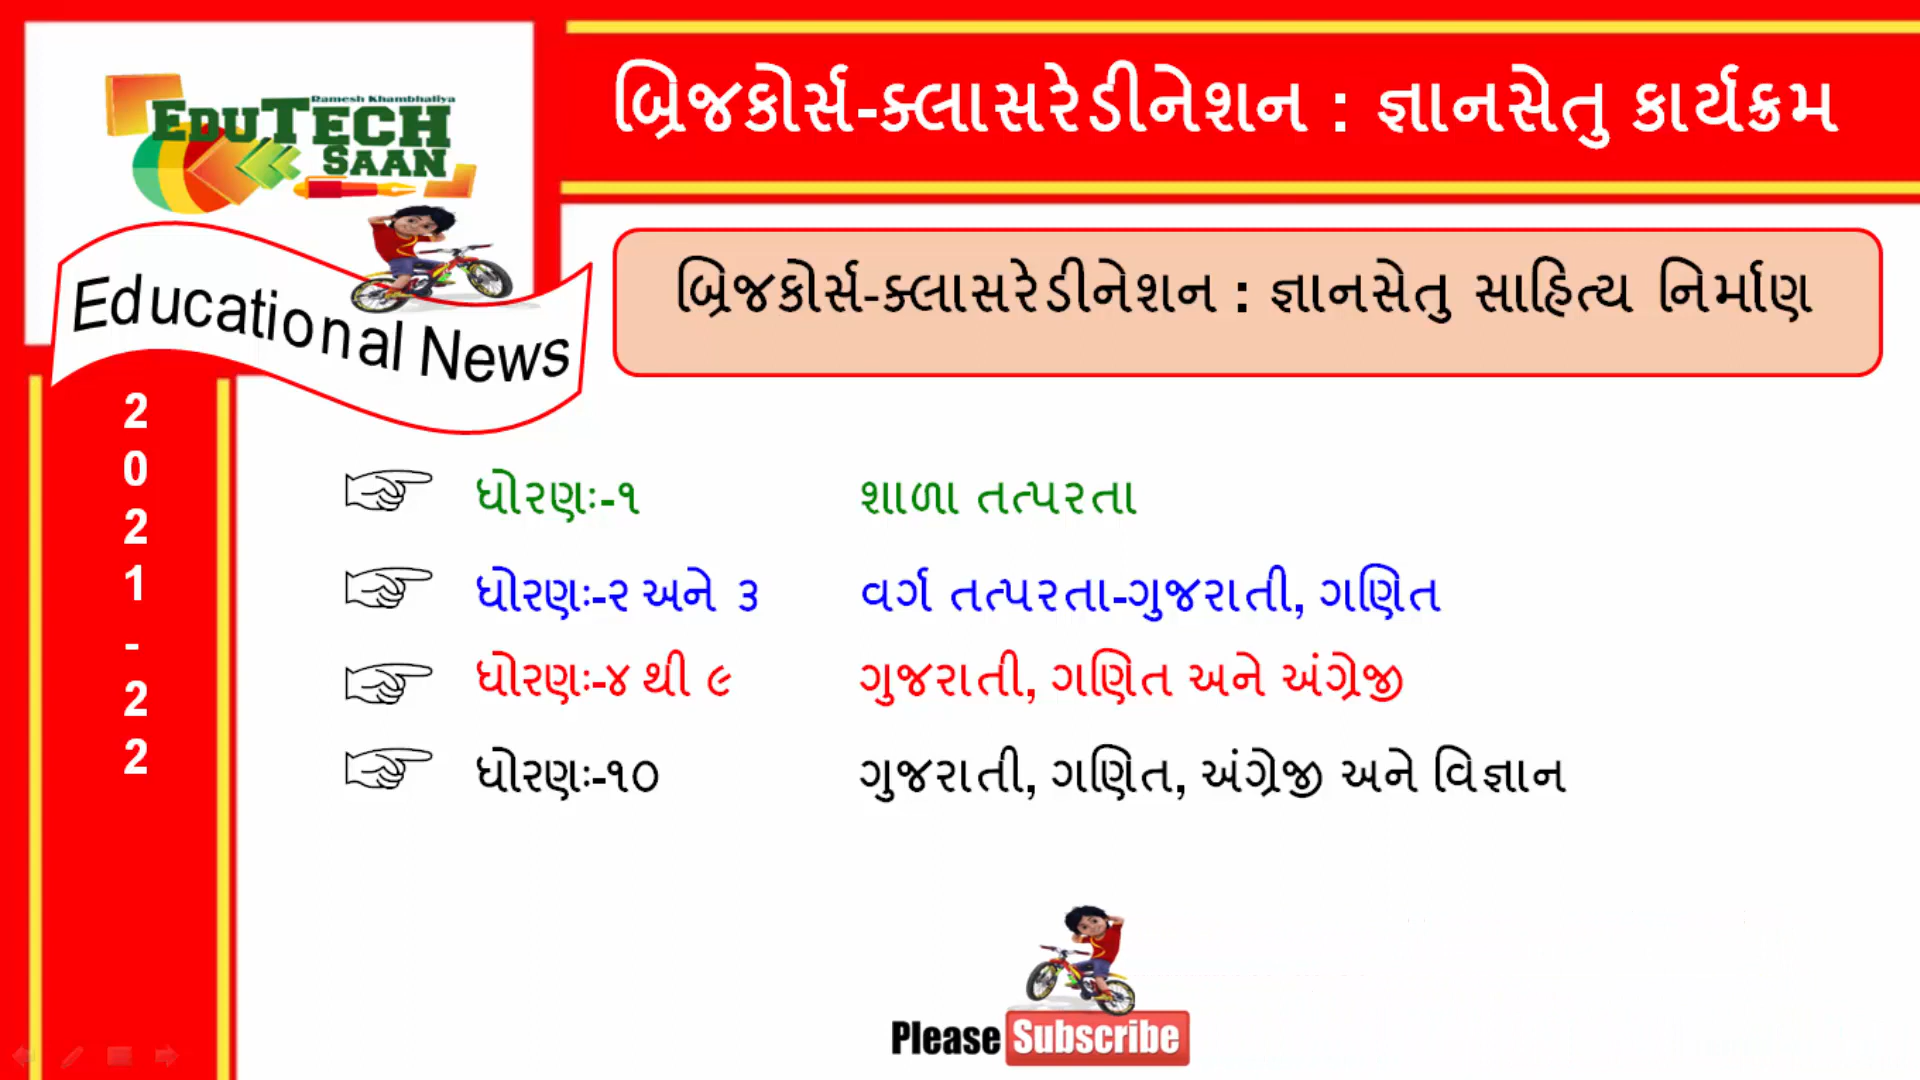 Ramesh Khambhaliya
EDUTECH
SAAN
બ્રિજકોર્સ-ક્લાસરેડીનેશન : જ્ઞાનસેતુ કાર્યક્રમ
Educational News
બ્રિજકોર્સ-ક્લાસરેડીનેશન : જ્ઞાનસેતુ સાહિત્ય નિર્માણ
2
0
2
1
-
2
2
ધોરણઃ-૧ શાળા તત્પરતા
ધોરણઃ-૨ અને ૩ વર્ગ તત્પરતા-ગુજરાતી, ગણિત
ધોરણઃ-૪ થી ૯ ગુજરાતી, ગણિત અને અંગ્રેજી
ધોરણઃ-૧૦ ગુજરાતી, ગણિત, અંગ્રેજી અને વિજ્ઞાન
Please Subscribe